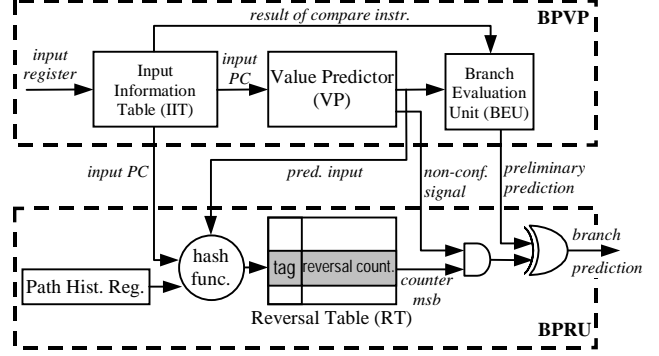 result of compare instr.
BPVP
input
register
Input
Information
Table (IIT)
input
PC
Value Predictor
(VP)
Branch
Evaluation
Unit (BEU)
input PC
pred. input
non-conf.
signal
preliminary
prediction
hash
func.
tag
reversal count.
Path Hist. Reg.
counter
msb
branch
prediction
Reversal Table (RT)
BPRU